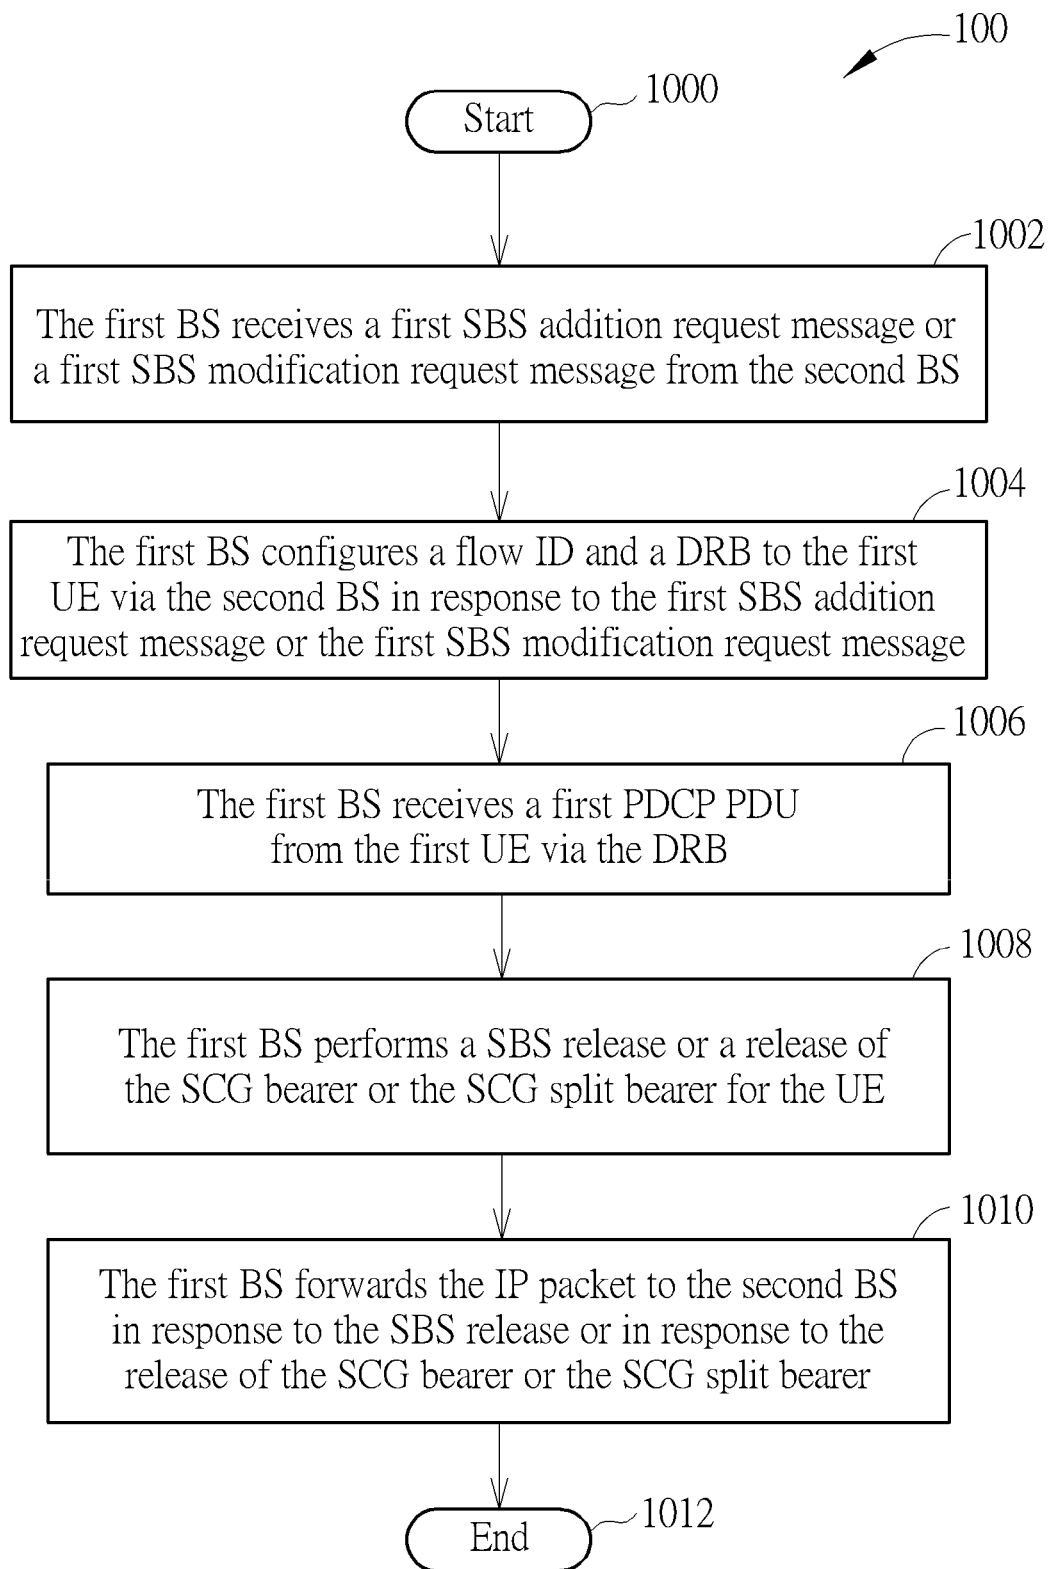 100
Start
1000
1002
The first BS receives a first SBS addition request message or
a first SBS modification request message from the second BS
1004
The first BS configures a flow ID and a DRB to the first
UE via the second BS in response to the first SBS addition
request message or the first SBS modification request message
1006
The first BS receives a first PDCP PDU
from the first UE via the DRB
1008
The first BS performs a SBS release or a release of
the SCG bearer or the SCG split bearer for the UE
1010
The first BS forwards the IP packet to the second BS
in response to the SBS release or in response to the
release of the SCG bearer or the SCG split bearer
End
1012